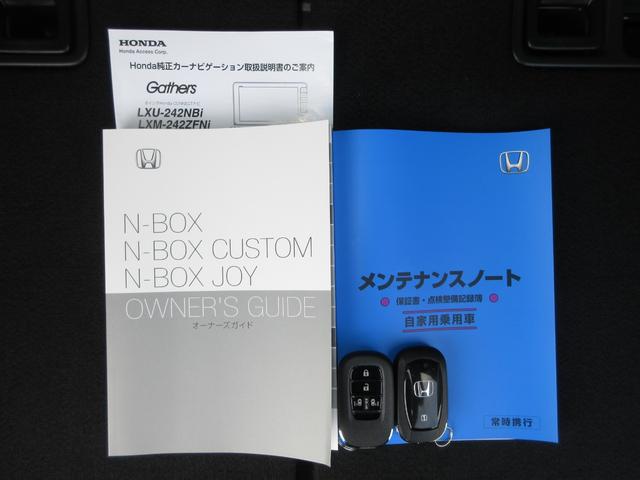 HONDA
Honda Access Corp.
Honda純正カーナビゲーション取扱説明書のご案内
Gathers
LXU-242NBi
LXM-242ZFNi
N-BOX
N-BOX CUSTOM
N-BOX JOY
OWNER'S GUIDE
オーナーズガイド
メンテナンスノート
保証書・点検整備記録簿
自家用乗用車
常時携行